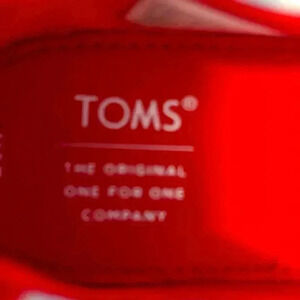 TOMS®
THE ORIGINAL
ONE FOR ONE
COMPANY